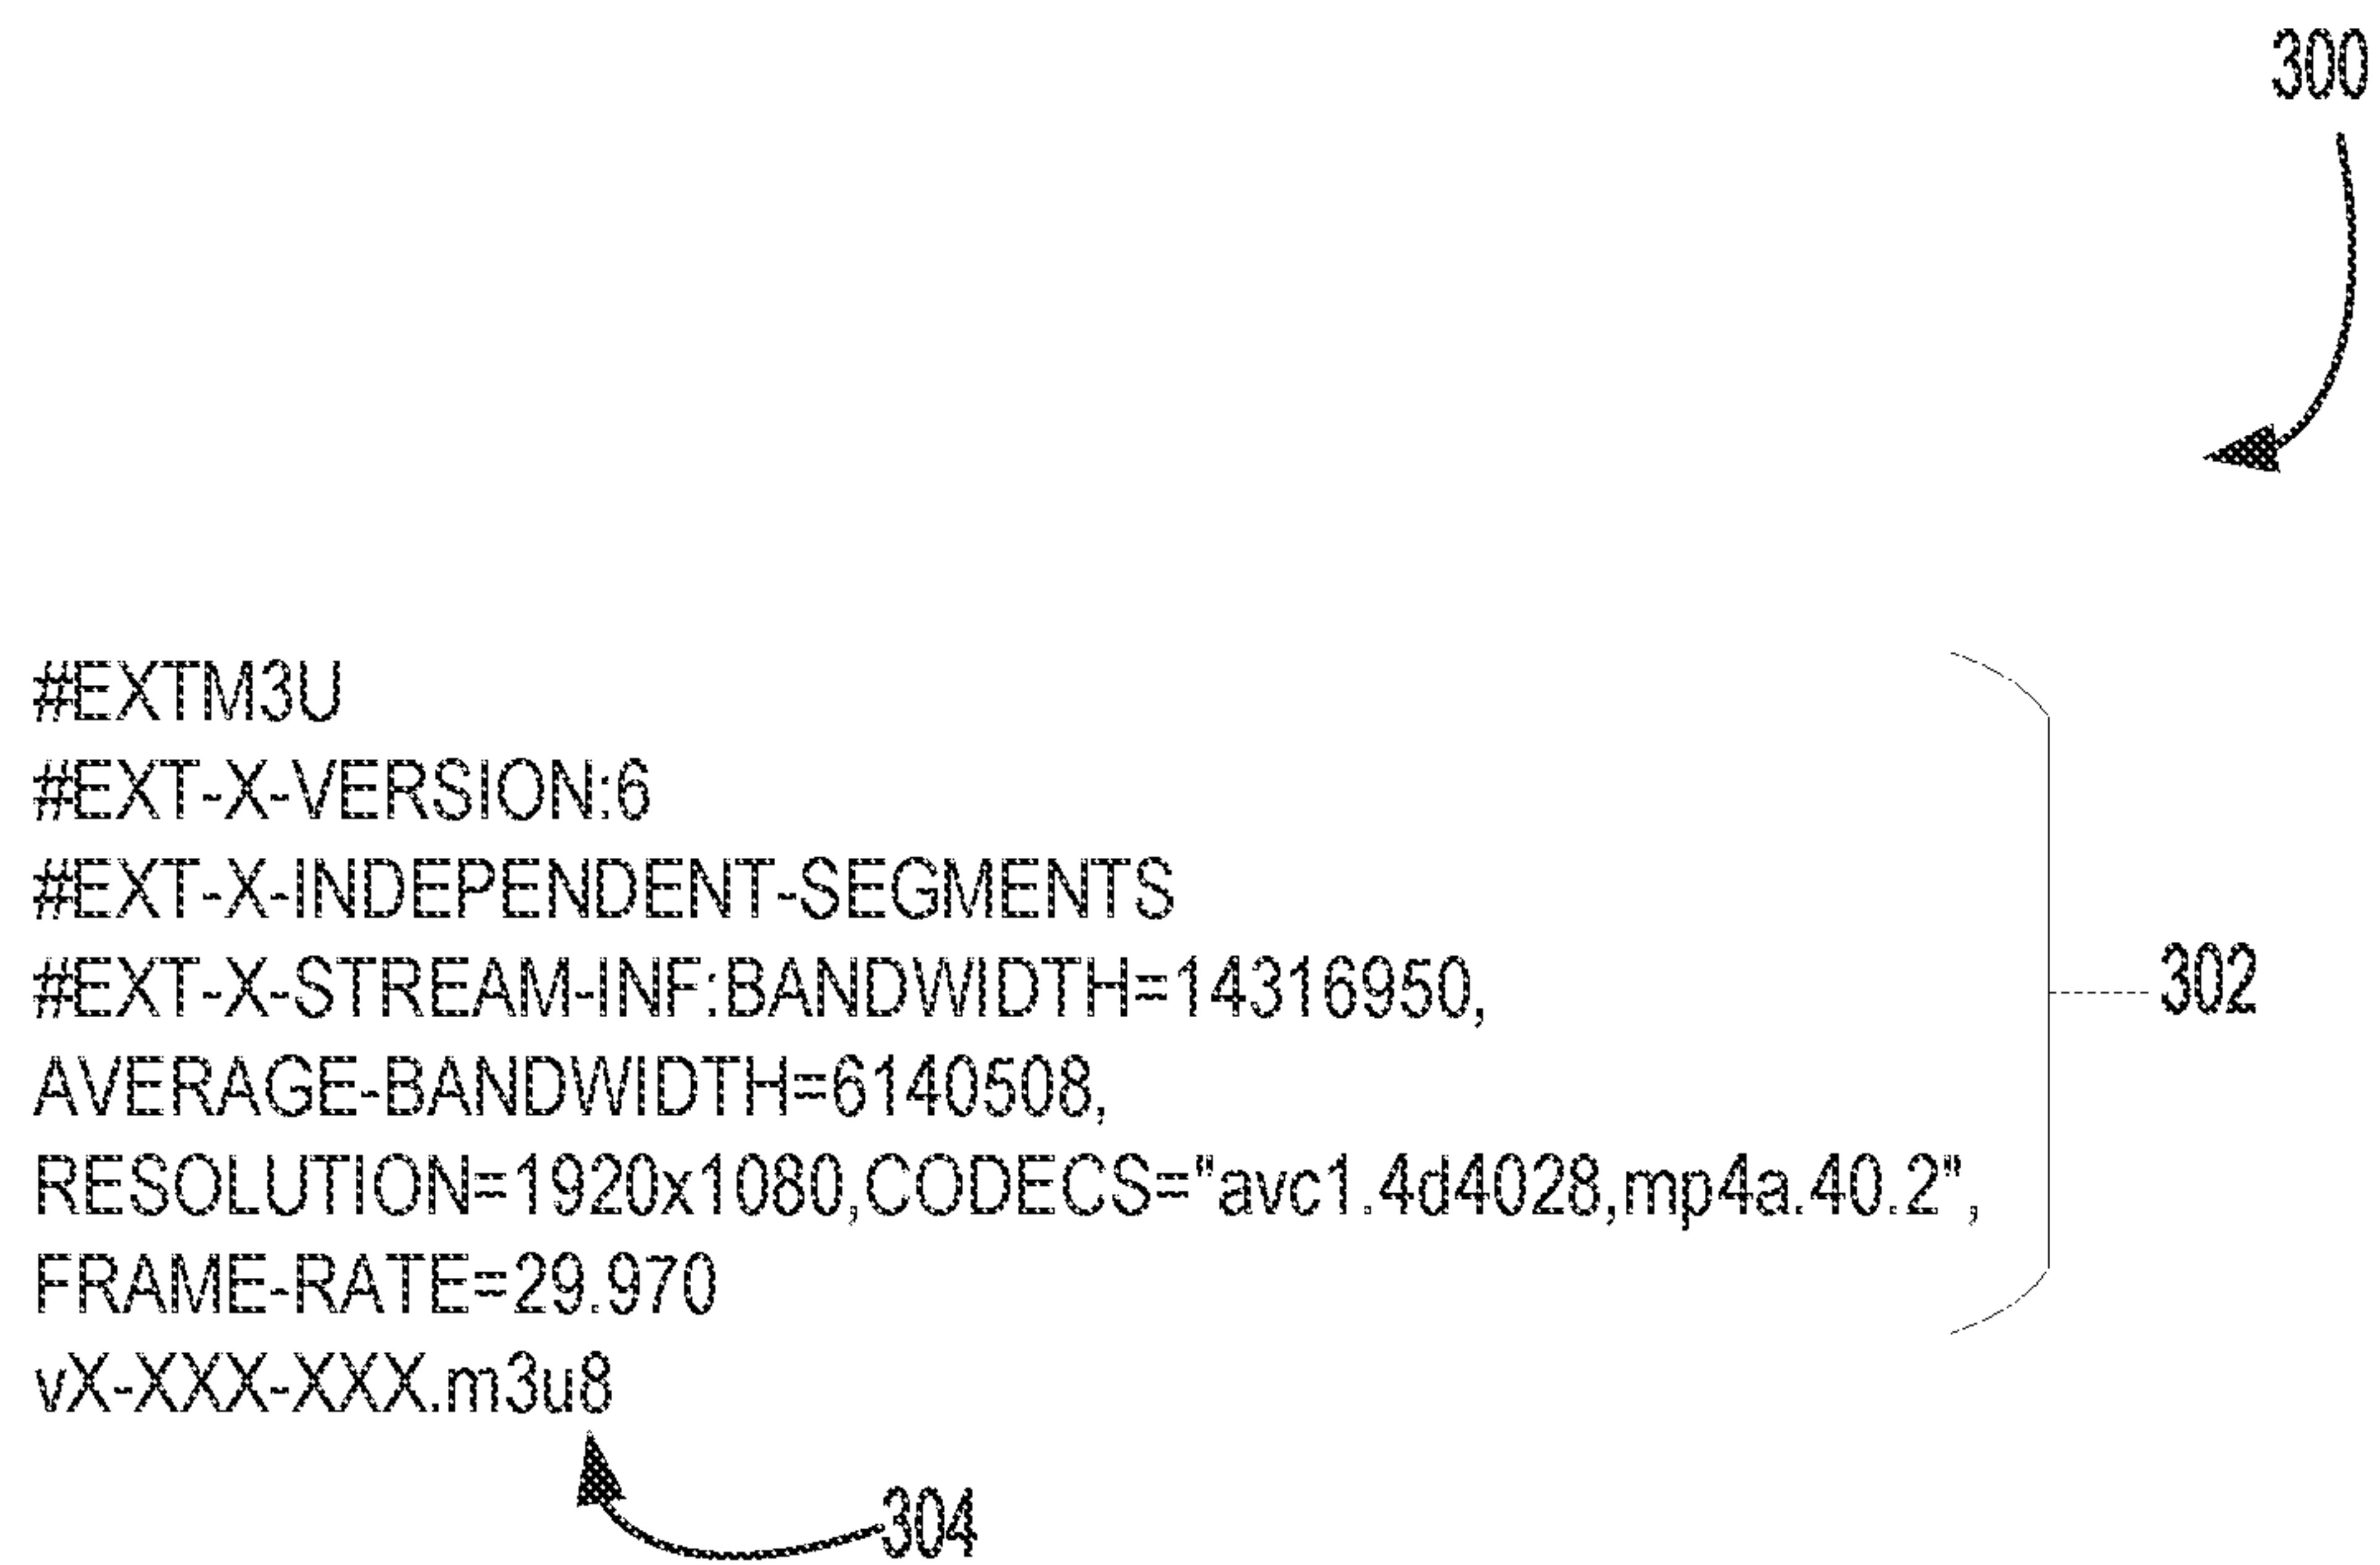 300
#EXTM3U
#EXT-X-VERSION:6
#EXT-X-INDEPENDENT-SEGMENTS
#EXT-X-STREAM-INF:BANDWIDTH=14316950,
302
AVERAGE-BANDWIDTH=6140508,
RESOLUTION=1920x1080,CODECS="avc1.4d4028,mp4a.40.2",
FRAME-RATE=29.970
vX-XXX-XXX.m3u8
304